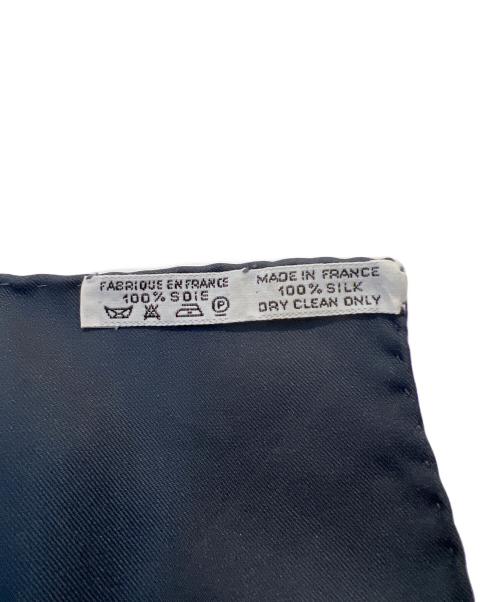 FABRIQUE EN FRANCE
100% SOIE
P
MADE IN FRANCE
100% SILK
DRY CLEAN ONLY